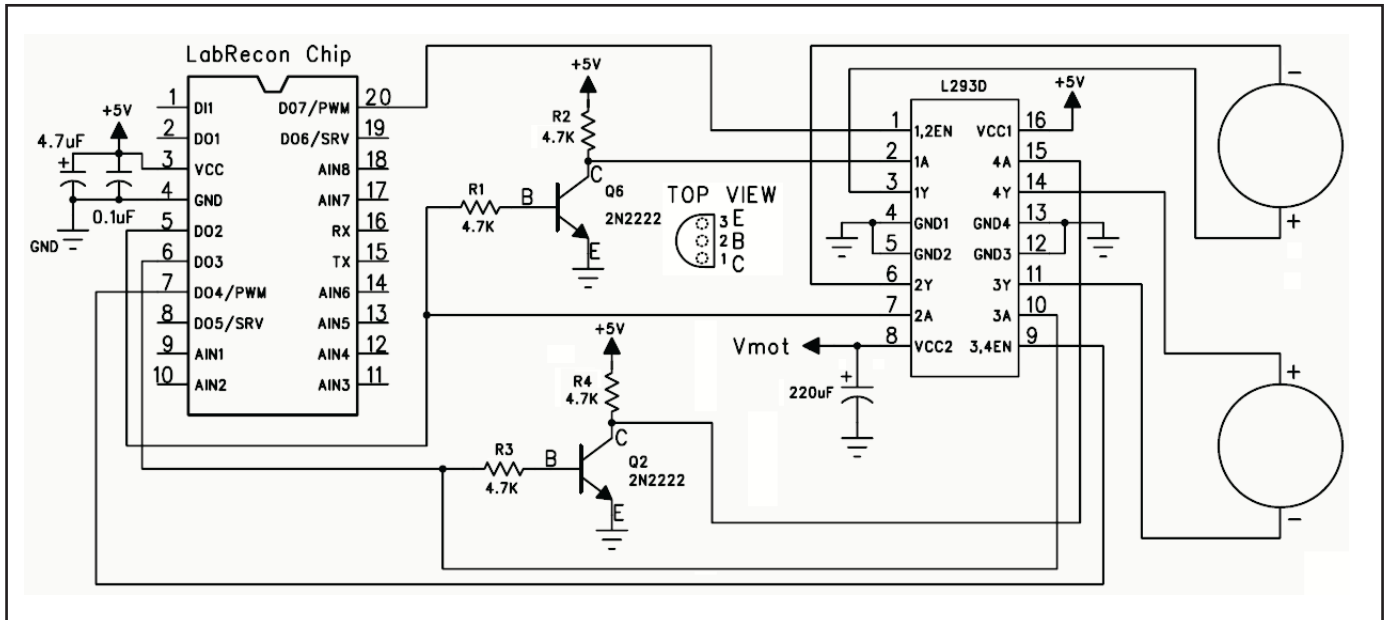 LabRecon Chip
+5V
4.7uF
+
0.1uF
GND
1 DI1
2 DO1
3 VCC
4 GND
5 DO2
6 DO3
7 DO4/PWM
8 DO5/SRV
9 AIN1
10 AIN2
DO7/PWM 20
DO6/SRV 19
AIN8 18
AIN7 17
AIN6 14
RX 16
TX 15
AIN5 13
AIN4 12
AIN3 11
+5V
R2
4.7K
R1
4.7K
B
C
E
Q6
2N2222
TOP VIEW
3 E
2 B
1 C
+5V
R4
4.7K
R3
4.7K
B
C
E
Q2
2N2222
L293D
1 1,2EN
2 1A
3 1Y
4 GND1
5 GND2
6 2Y
7 2A
8 VCC2
VCC1 16
4A 15
4Y 14
GND4 13
GND3 12
3Y 11
3A 10
3,4EN 9
+5V
Vmot
+
220uF
-
+
+
-